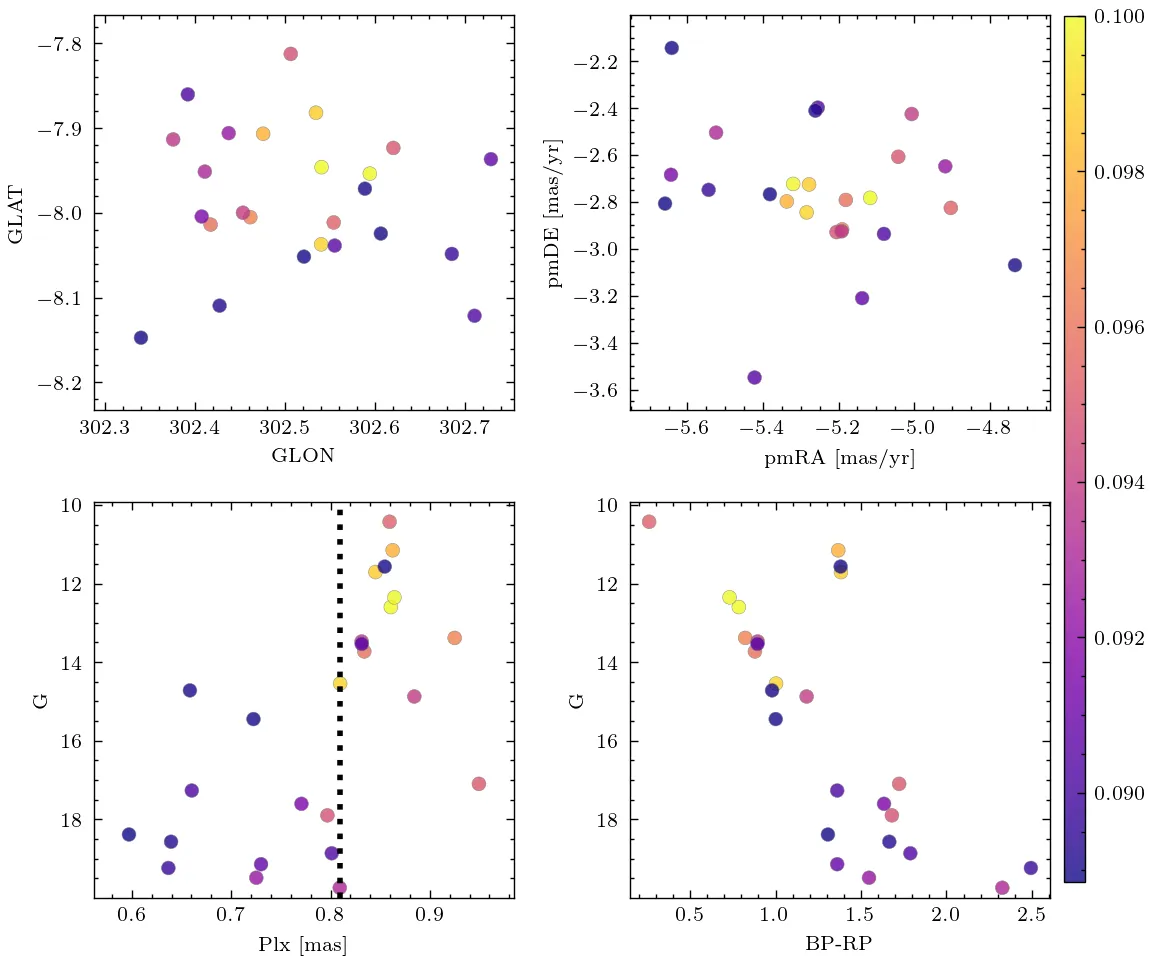 −7.8
−7.9
−8.0
−8.1
−8.2
GLAT
302.3 302.4 302.5 302.6 302.7
GLON
−2.2
−2.4
−2.6
−2.8
−3.0
−3.2
−3.4
−3.6
pmDE [mas/yr]
−5.6 −5.4 −5.2 −5.0 −4.8
pmRA [mas/yr]
10
12
14
16
18
G
0.6 0.7 0.8 0.9
Plx [mas]
10
12
14
16
18
G
0.5 1.0 1.5 2.0 2.5
BP-RP
0.100
0.098
0.096
0.094
0.092
0.090